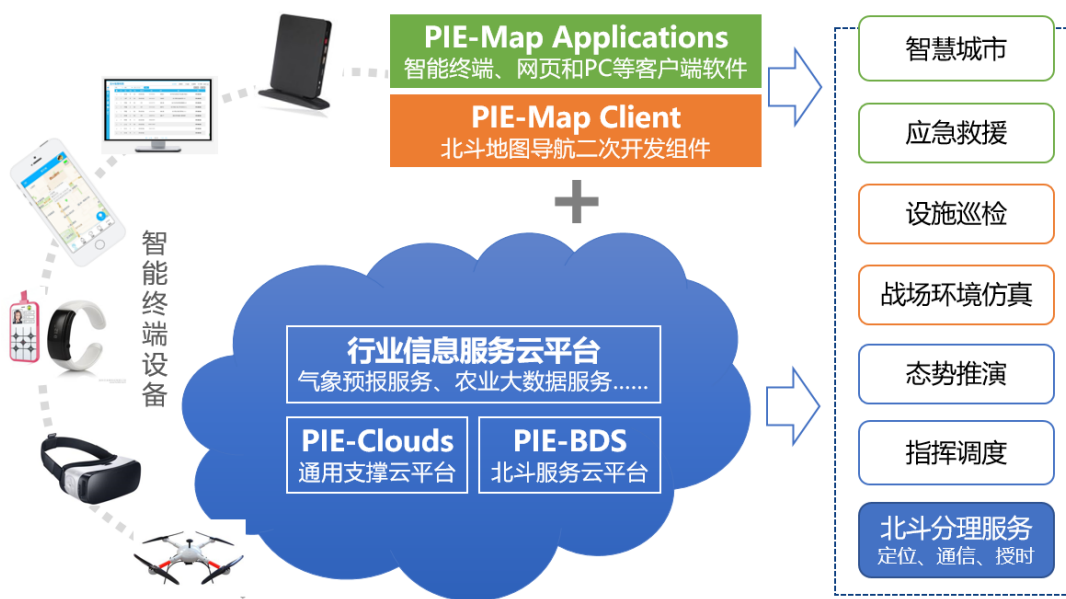 PIE-Map Applications
智能终端、网页和PC等客户端软件
PIE-Map Client
北斗地图导航二次开发组件
智能终端设备
行业信息服务云平台
气象预报服务、农业大数据服务......
PIE-Clouds
通用支撑云平台
PIE-BDS
北斗服务云平台
智慧城市
应急救援
设施巡检
战场环境仿真
态势推演
指挥调度
北斗分理服务
定位、通信、授时